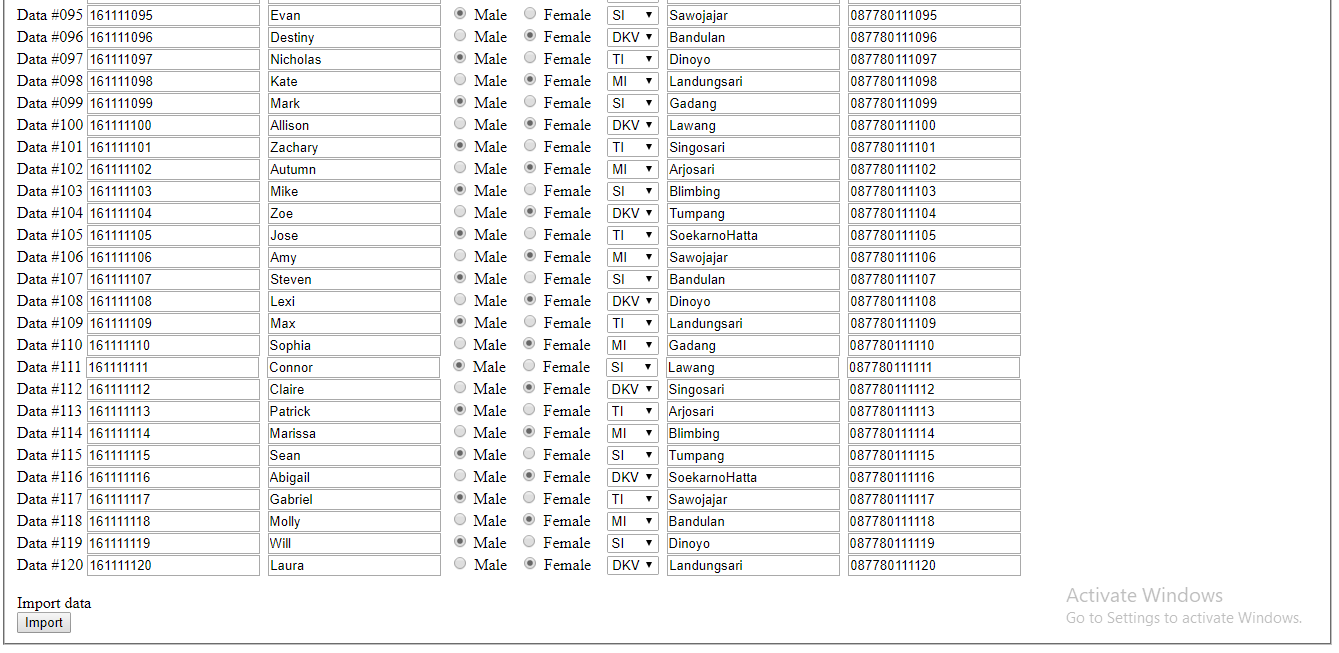 Data #095 161111095 Evan Male Female SI Sawojajar 087780111095
Data #096 161111096 Destiny Male Female DKV Bandulan 087780111096
Data #097 161111097 Nicholas Male Female TI Dinoyo 087780111097
Data #098 161111098 Kate Male Female MI Landungsari 087780111098
Data #099 161111099 Mark Male Female SI Gadang 087780111099
Data #100 161111100 Allison Male Female DKV Lawang 087780111100
Data #101 161111101 Zachary Male Female TI Singosari 087780111101
Data #102 161111102 Autumn Male Female MI Arjosari 087780111102
Data #103 161111103 Mike Male Female SI Blimbing 087780111103
Data #104 161111104 Zoe Male Female DKV Tumpang 087780111104
Data #105 161111105 Jose Male Female TI SoekarnoHatta 087780111105
Data #106 161111106 Amy Male Female MI Sawojajar 087780111106
Data #107 161111107 Steven Male Female SI Bandulan 087780111107
Data #108 161111108 Lexi Male Female DKV Dinoyo 087780111108
Data #109 161111109 Max Male Female TI Landungsari 087780111109
Data #110 161111110 Sophia Male Female MI Gadang 087780111110
Data #111 161111111 Connor Male Female SI Lawang 087780111111
Data #112 161111112 Claire Male Female DKV Singosari 087780111112
Data #113 161111113 Patrick Male Female TI Arjosari 087780111113
Data #114 161111114 Marissa Male Female MI Blimbing 087780111114
Data #115 161111115 Sean Male Female SI Tumpang 087780111115
Data #116 161111116 Abigail Male Female DKV SoekarnoHatta 087780111116
Data #117 161111117 Gabriel Male Female TI Sawojajar 087780111117
Data #118 161111118 Molly Male Female MI Bandulan 087780111118
Data #119 161111119 Will Male Female SI Dinoyo 087780111119
Data #120 161111120 Laura Male Female DKV Landungsari 087780111120
Import data
Import
Activate Windows
Go to Settings to activate Windows.